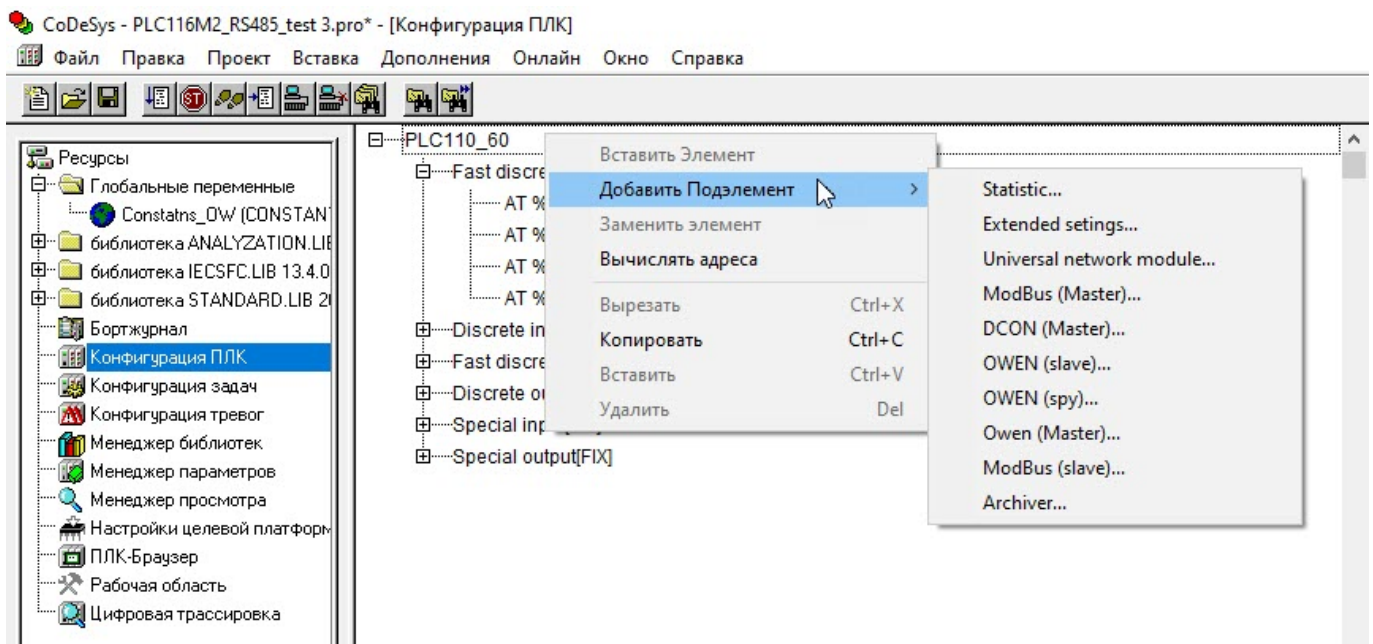 CoDeSys - PLC116M2_RS485_test 3.pro* - [Конфигурация ПЛК]
Файл Правка Проект Вставка Дополнения Онлайн Окно Справка
Ресурсы
Глобальные переменные
Constatns_OW (CONSTANT
библиотека ANALYZATION.LIE
библиотека IECSFC.LIB 13.4.0
библиотека STANDARD.LIB 2
Бортжурнал
Конфигурация ПЛК
Конфигурация задач
Конфигурация тревог
Менеджер библиотек
Менеджер параметров
Менеджер просмотра
Настройки целевой платформ
ПЛК-Браузер
Рабочая область
Цифровая трассировка
PLC110_60
Fast discre
AT %
AT %
AT %
AT %
Discrete in
Fast discre
Discrete o
Special inp
Special output[FIX]
Вставить Элемент
Добавить Подэлемент >
Заменить элемент
Вычислять адреса
Вырезать Ctrl+X
Копировать Ctrl+C
Вставить Ctrl+V
Удалить Del
Statistic...
Extended setings...
Universal network module...
ModBus (Master)...
DCON (Master)...
OWEN (slave)...
OWEN (spy)...
Owen (Master)...
ModBus (slave)...
Archiver...